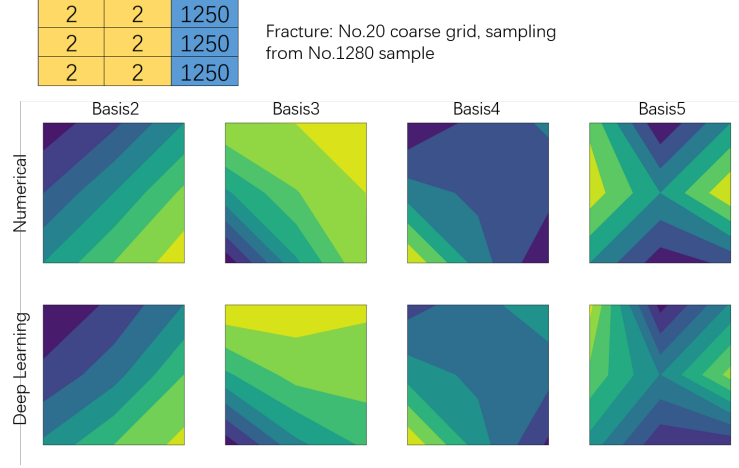 2 2 1250
2 2 1250
2 2 1250
Fracture: No.20 coarse grid, sampling
from No.1280 sample
Basis2 Basis3 Basis4 Basis5
Numerical
Deep Learning